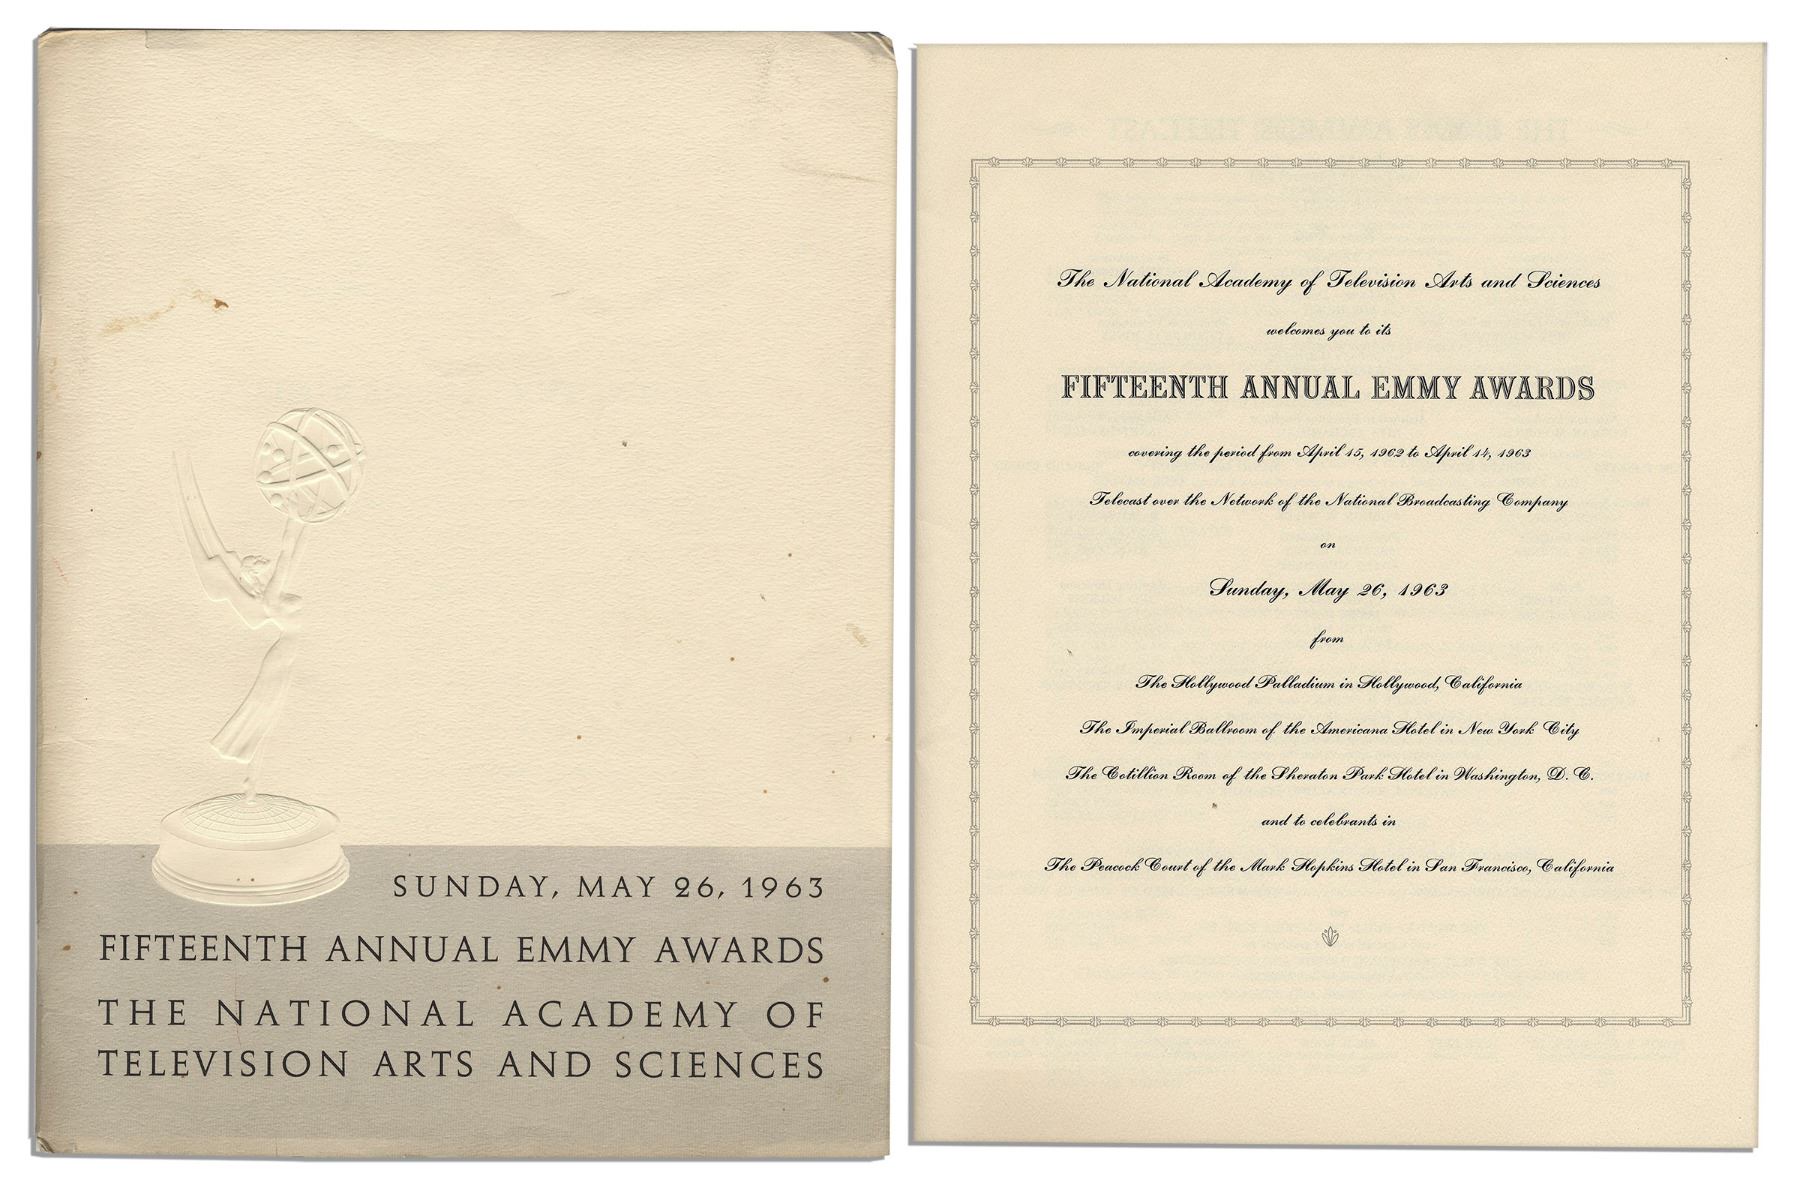 SUNDAY, MAY 26, 1963
FIFTEENTH ANNUAL EMMY AWARDS
THE NATIONAL ACADEMY OF
TELEVISION ARTS AND SCIENCES
The National Academy of Television Arts and Sciences
welcomes you to its
FIFTEENTH ANNUAL EMMY AWARDS
covering the period from April 15, 1962 to April 14, 1963
Telecast over the Network of the National Broadcasting Company
on
Sunday, May 26, 1963
from
The Hollywood Palladium in Hollywood, California
The Imperial Ballroom of the Americana Hotel in New York City
The Cotillion Room of the Sheraton Park Hotel in Washington, D. C.
and to celebrants in
The Peacock Court of the Mark Hopkins Hotel in San Francisco, California